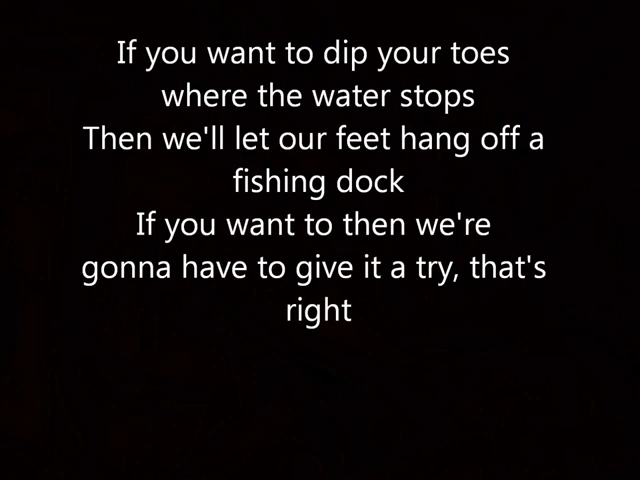 If you want to dip your toes
where the water stops
Then we'll let our feet hang off a
fishing dock
If you want to then we're
gonna have to give it a try, that's
right